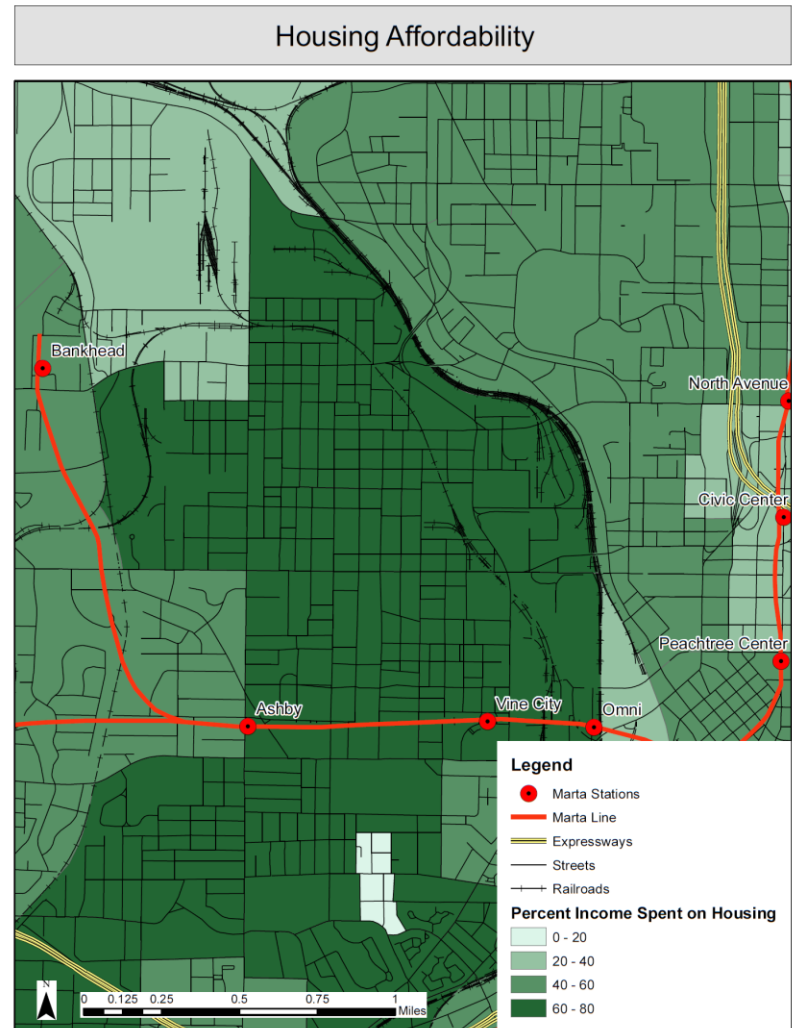 Housing Affordability
Bankhead
North Avenue
Civic Center
Peachtree Center
Ashby
Vine City
Omni
Legend
Marta Stations
Marta Line
Expressways
Streets
Railroads
Percent Income Spent on Housing
0 - 20
20 - 40
40 - 60
60 - 80
N
0 0.125 0.25 0.5 0.75 1
Miles